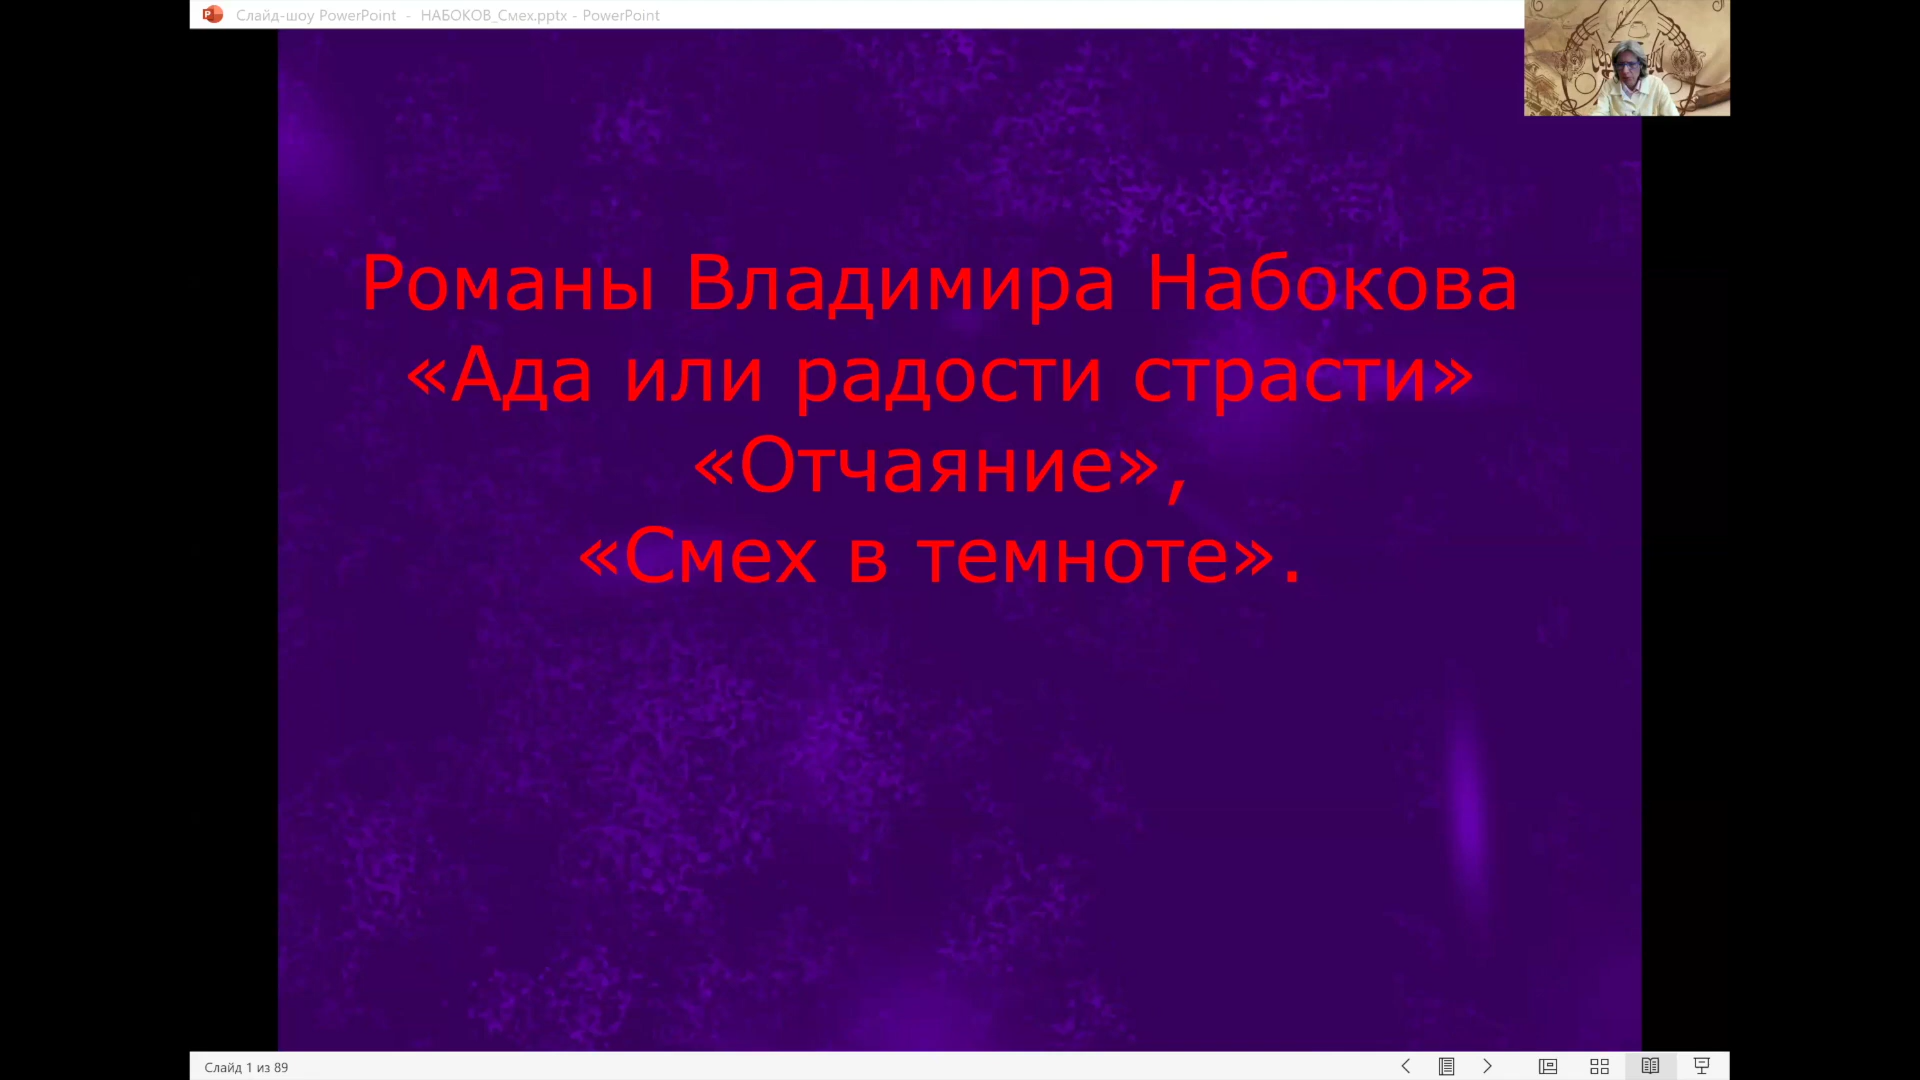 Слайд-шоу PowerPoint - НАБОКОВ_Смех.pptx - PowerPoint
Романы Владимира Набокова
«Ада или радости страсти»
«Отчаяние»,
«Смех в темноте».
Слайд 1 из 89